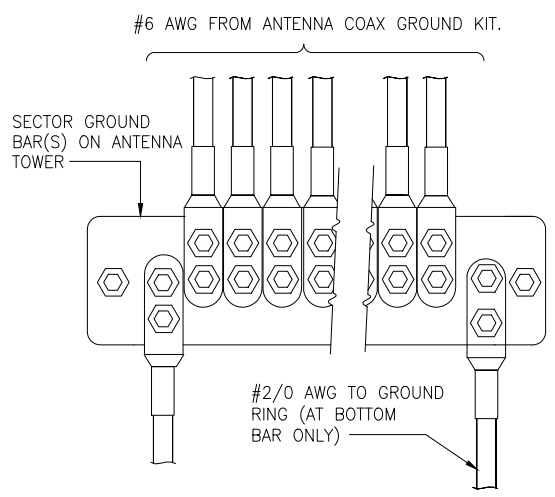 #6 AWG FROM ANTENNA COAX GROUND KIT.
SECTOR GROUND
BAR(S) ON ANTENNA
TOWER
#2/0 AWG TO GROUND
RING (AT BOTTOM
BAR ONLY)